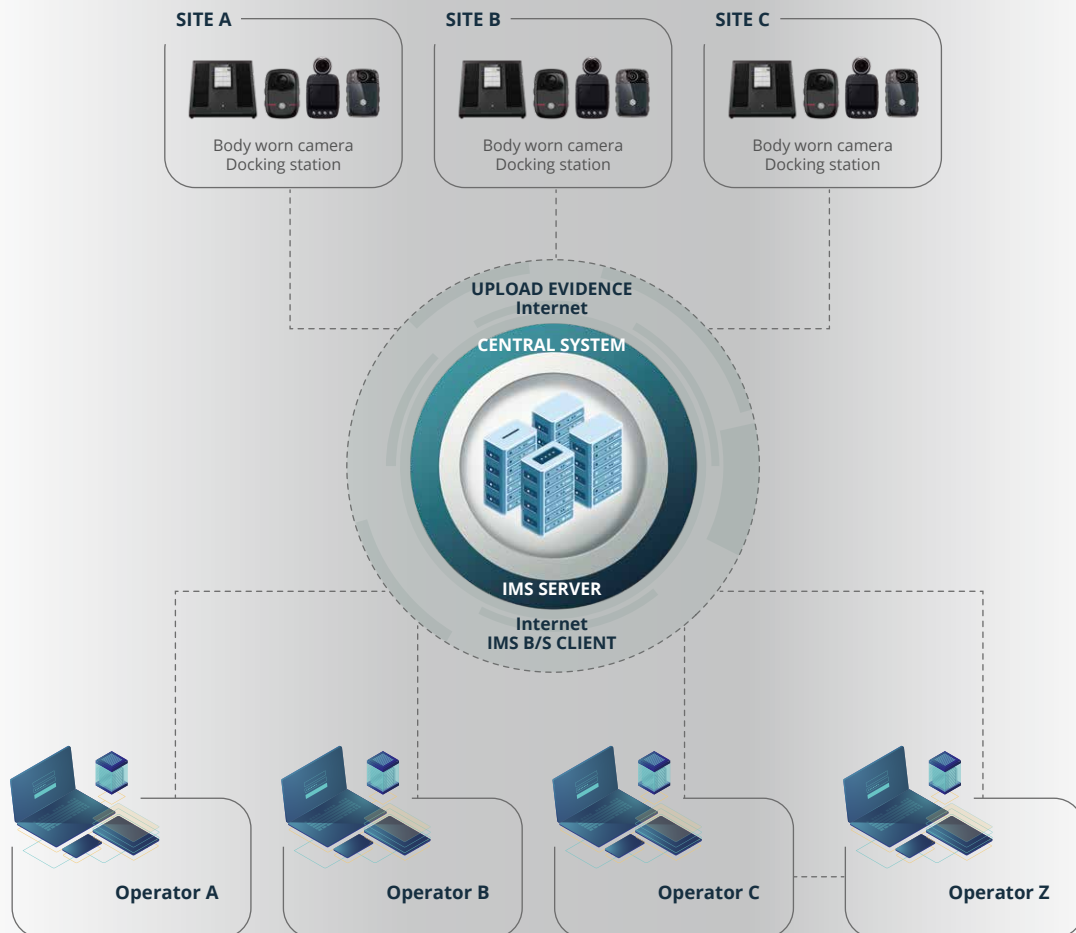 SITE A
SITE B
SITE C
Body worn camera
Docking station
Body worn camera
Docking station
Body worn camera
Docking station
UPLOAD EVIDENCE
Internet
CENTRAL SYSTEM
IMS SERVER
Internet
IMS B/S CLIENT
Operator A
Operator B
Operator C
Operator Z